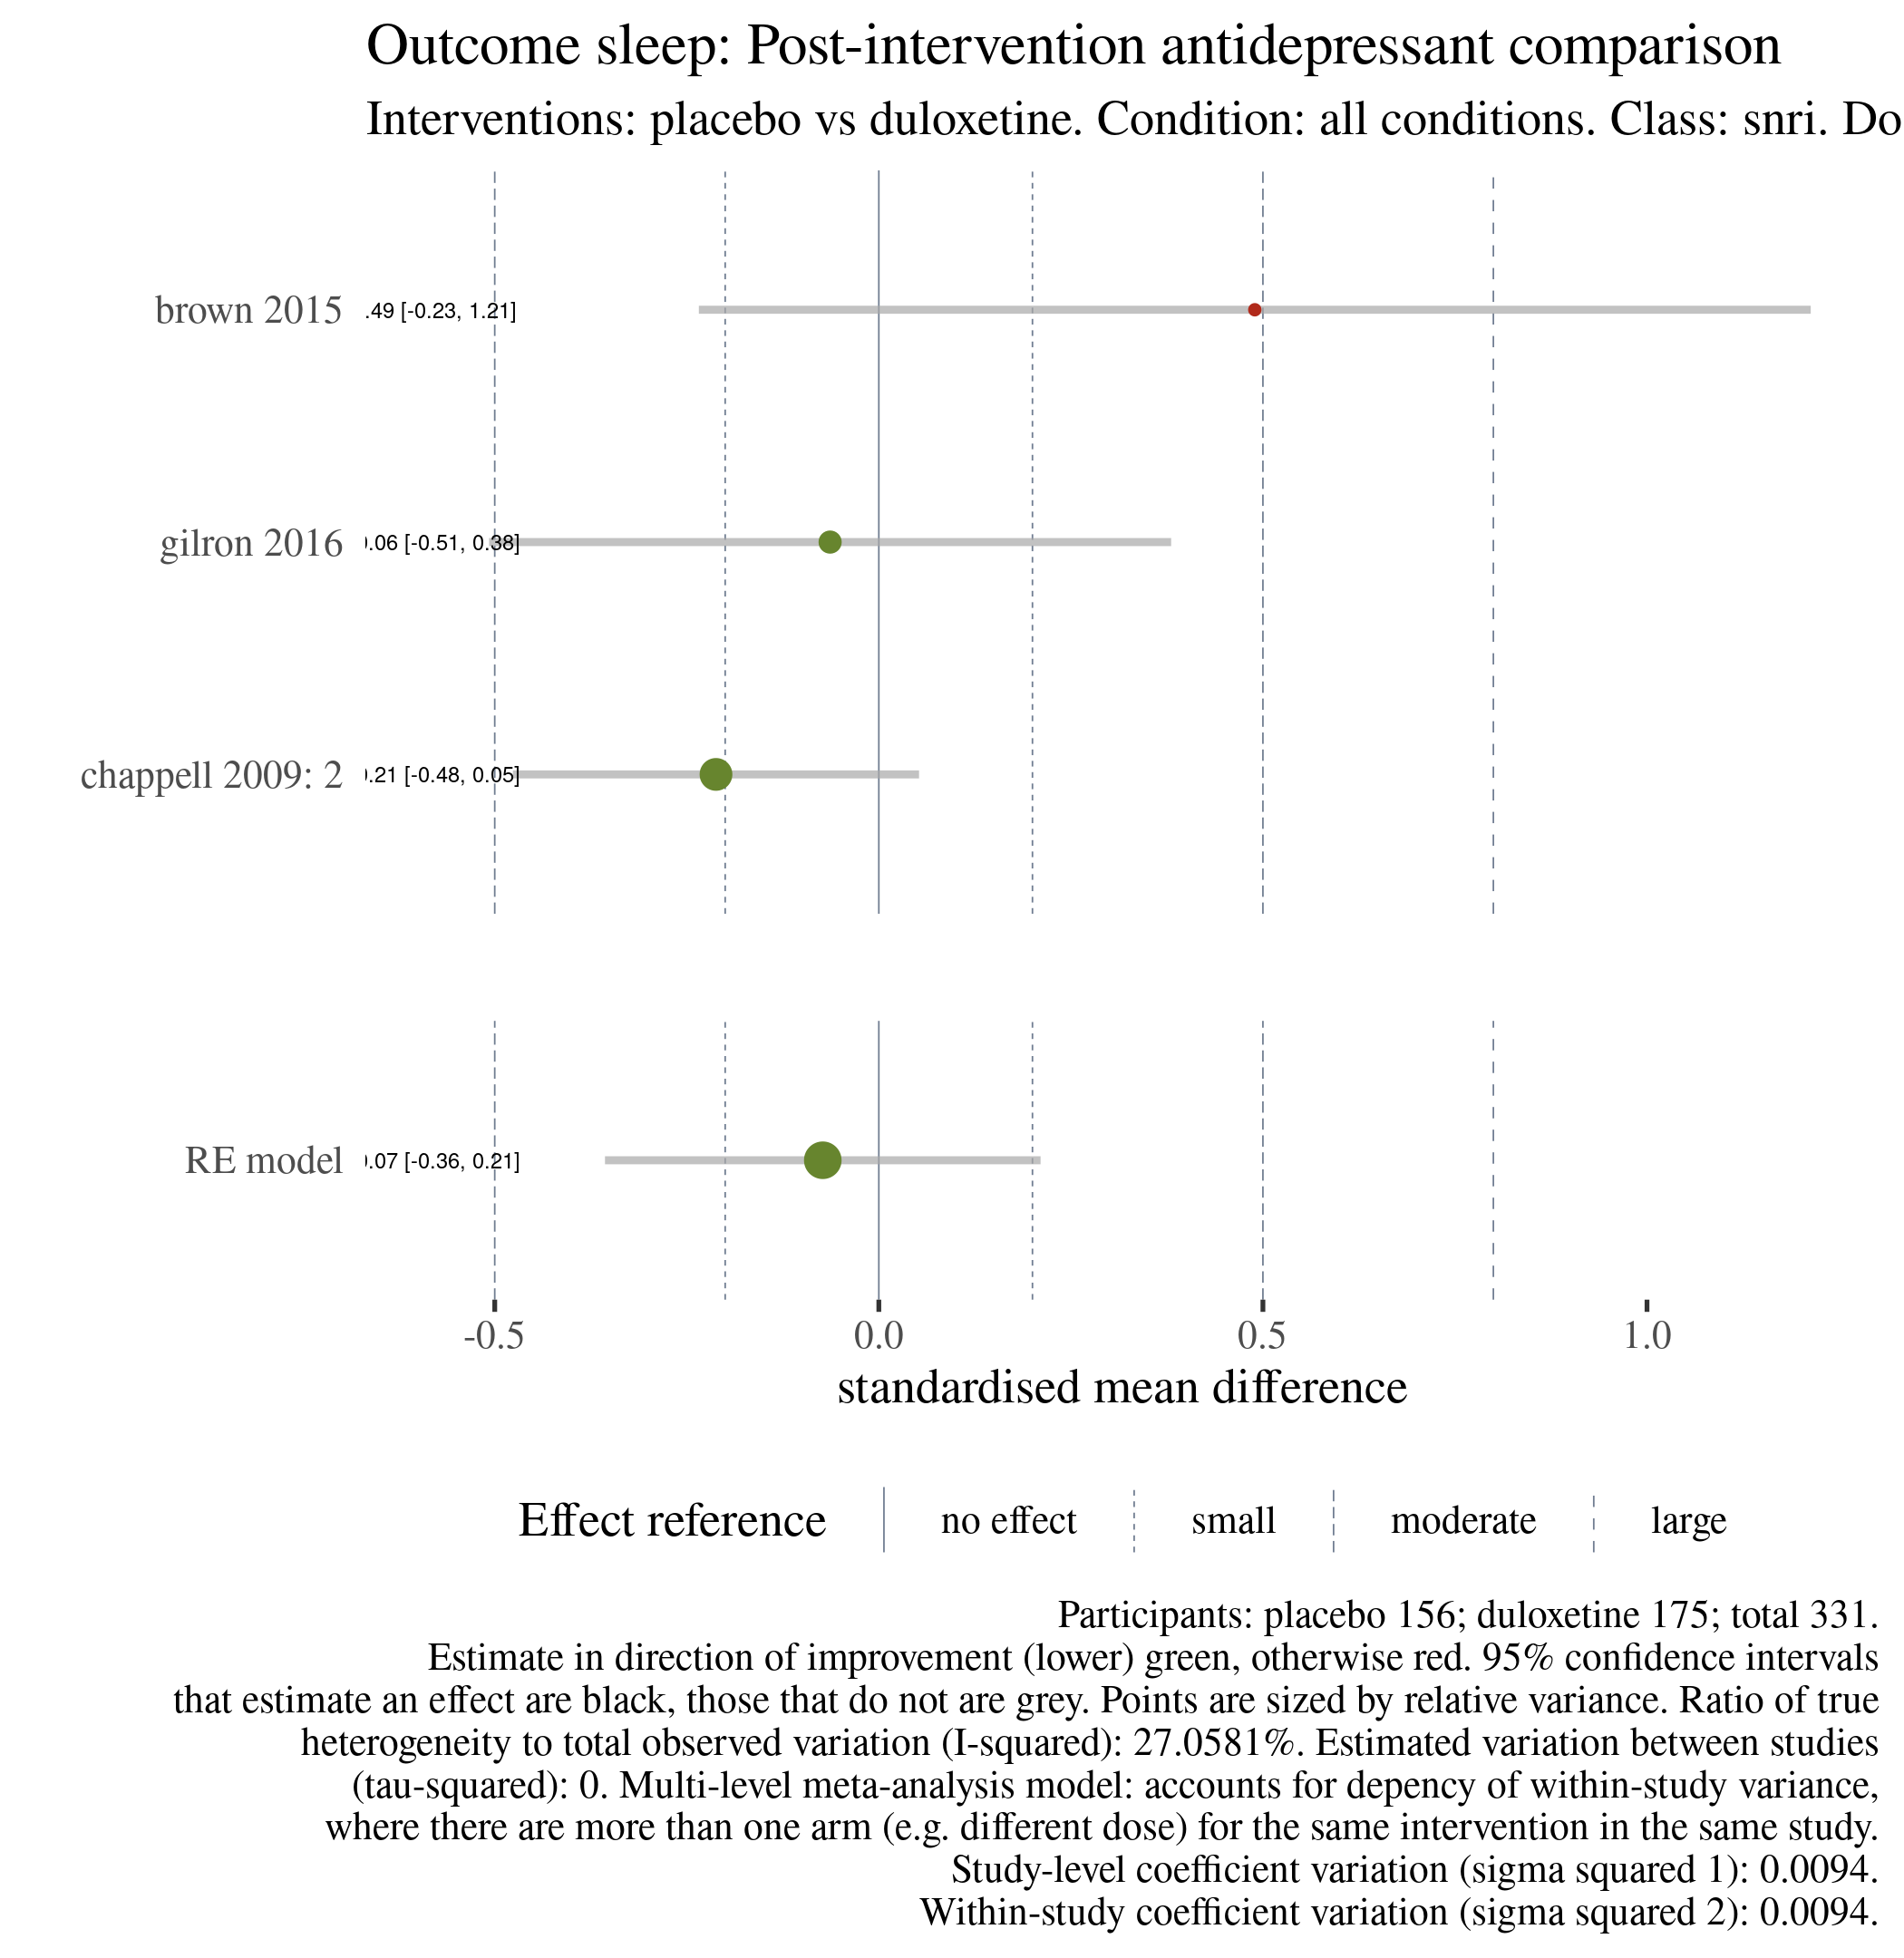 Outcome sleep: Post-intervention antidepressant comparison
Interventions: placebo vs duloxetine. Condition: all conditions. Class: snri. Do
brown 2015 .49 [-0.23, 1.21]
gilron 2016 .06 [-0.51, 0.38]
chappell 2009: 2 .21 [-0.48, 0.05]
RE model .07 [-0.36, 0.21]
-0.5 0.0 0.5 1.0
standardised mean difference
Effect reference no effect small moderate large
Participants: placebo 156; duloxetine 175; total 331.
Estimate in direction of improvement (lower) green, otherwise red. 95% confidence intervals
that estimate an effect are black, those that do not are grey. Points are sized by relative variance. Ratio of true
heterogeneity to total observed variation (I-squared): 27.0581%. Estimated variation between studies
(tau-squared): 0. Multi-level meta-analysis model: accounts for depency of within-study variance,
where there are more than one arm (e.g. different dose) for the same intervention in the same study.
Study-level coefficient variation (sigma squared 1): 0.0094.
Within-study coefficient variation (sigma squared 2): 0.0094.